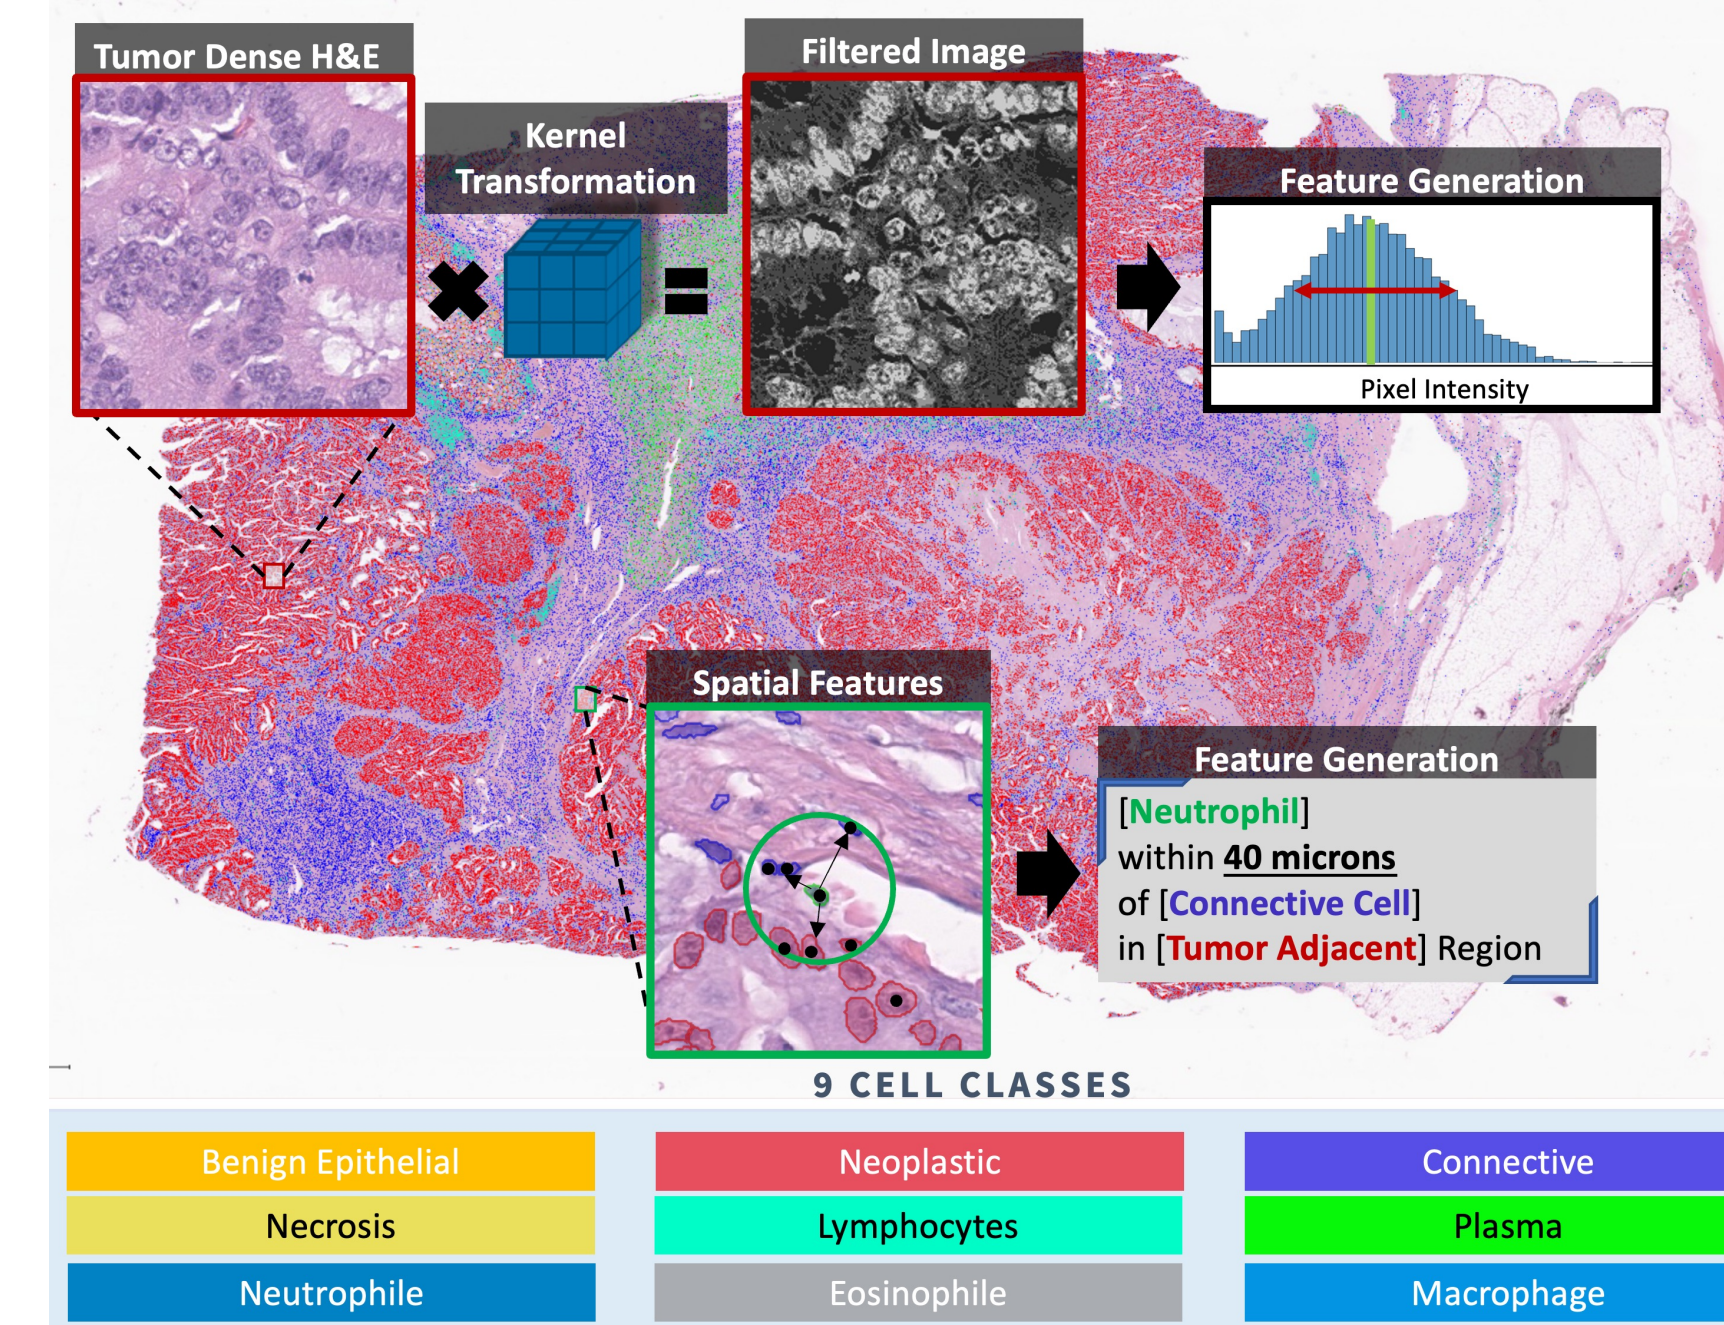 Tumor Dense H&E
Filtered Image
Kernel
Transformation
Feature Generation
Pixel Intensity
Spatial Features
Feature Generation
[Neutrophil]
within 40 microns
of [Connective Cell]
in [Tumor Adjacent] Region
9 CELL CLASSES
Benign Epithelial
Neoplastic
Connective
Necrosis
Lymphocytes
Plasma
Neutrophile
Eosinophile
Macrophage